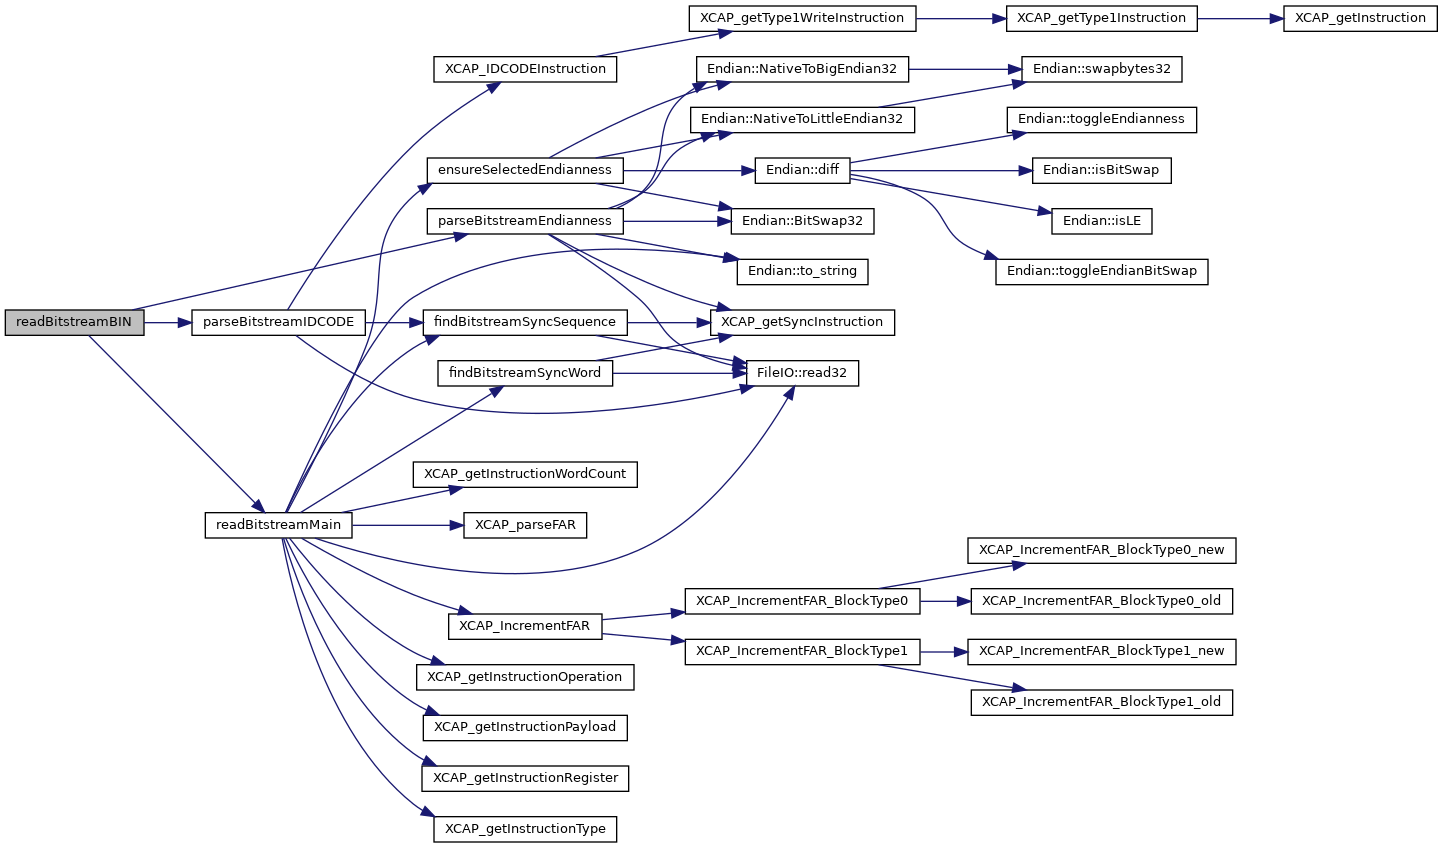 XCAP_getType1WriteInstruction
XCAP_getType1Instruction
XCAP_getInstruction
XCAP_IDCODEInstruction
Endian::NativeToBigEndian32
Endian::swapbytes32
Endian::NativeToLittleEndian32
Endian::toggleEndianness
ensureSelectedEndianness
Endian::diff
Endian::isBitSwap
parseBitstreamEndianness
Endian::BitSwap32
Endian::isLE
Endian::to_string
Endian::toggleEndianBitSwap
readBitstreamBIN
parseBitstreamIDCODE
findBitstreamSyncSequence
XCAP_getSyncInstruction
findBitstreamSyncWord
FileIO::read32
XCAP_getInstructionWordCount
readBitstreamMain
XCAP_parseFAR
XCAP_IncrementFAR_BlockType0_new
XCAP_IncrementFAR_BlockType0
XCAP_IncrementFAR_BlockType0_old
XCAP_IncrementFAR
XCAP_IncrementFAR_BlockType1
XCAP_IncrementFAR_BlockType1_new
XCAP_getInstructionOperation
XCAP_IncrementFAR_BlockType1_old
XCAP_getInstructionPayload
XCAP_getInstructionRegister
XCAP_getInstructionType